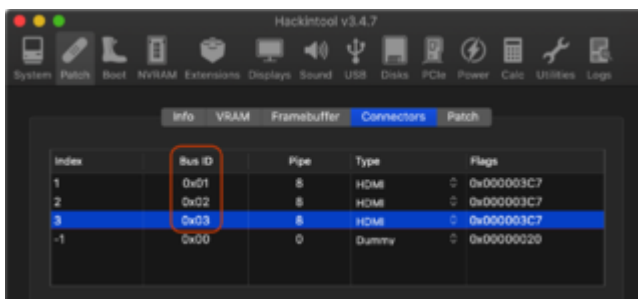 Hackintool v3.4.7
System Patch Boot NVRAM Extensions Displays Sound USB Disks PCIe Power Calc Utilities Logs
Info VRAM Framebuffer Connectors Patch
Index Bus ID Pipe Type Flags
1 0x01 8 HDMI 0x000003C7
2 0x02 8 HDMI 0x000003C7
3 0x03 8 HDMI 0x000003C7
-1 0x00 0 Dummy 0x00000020